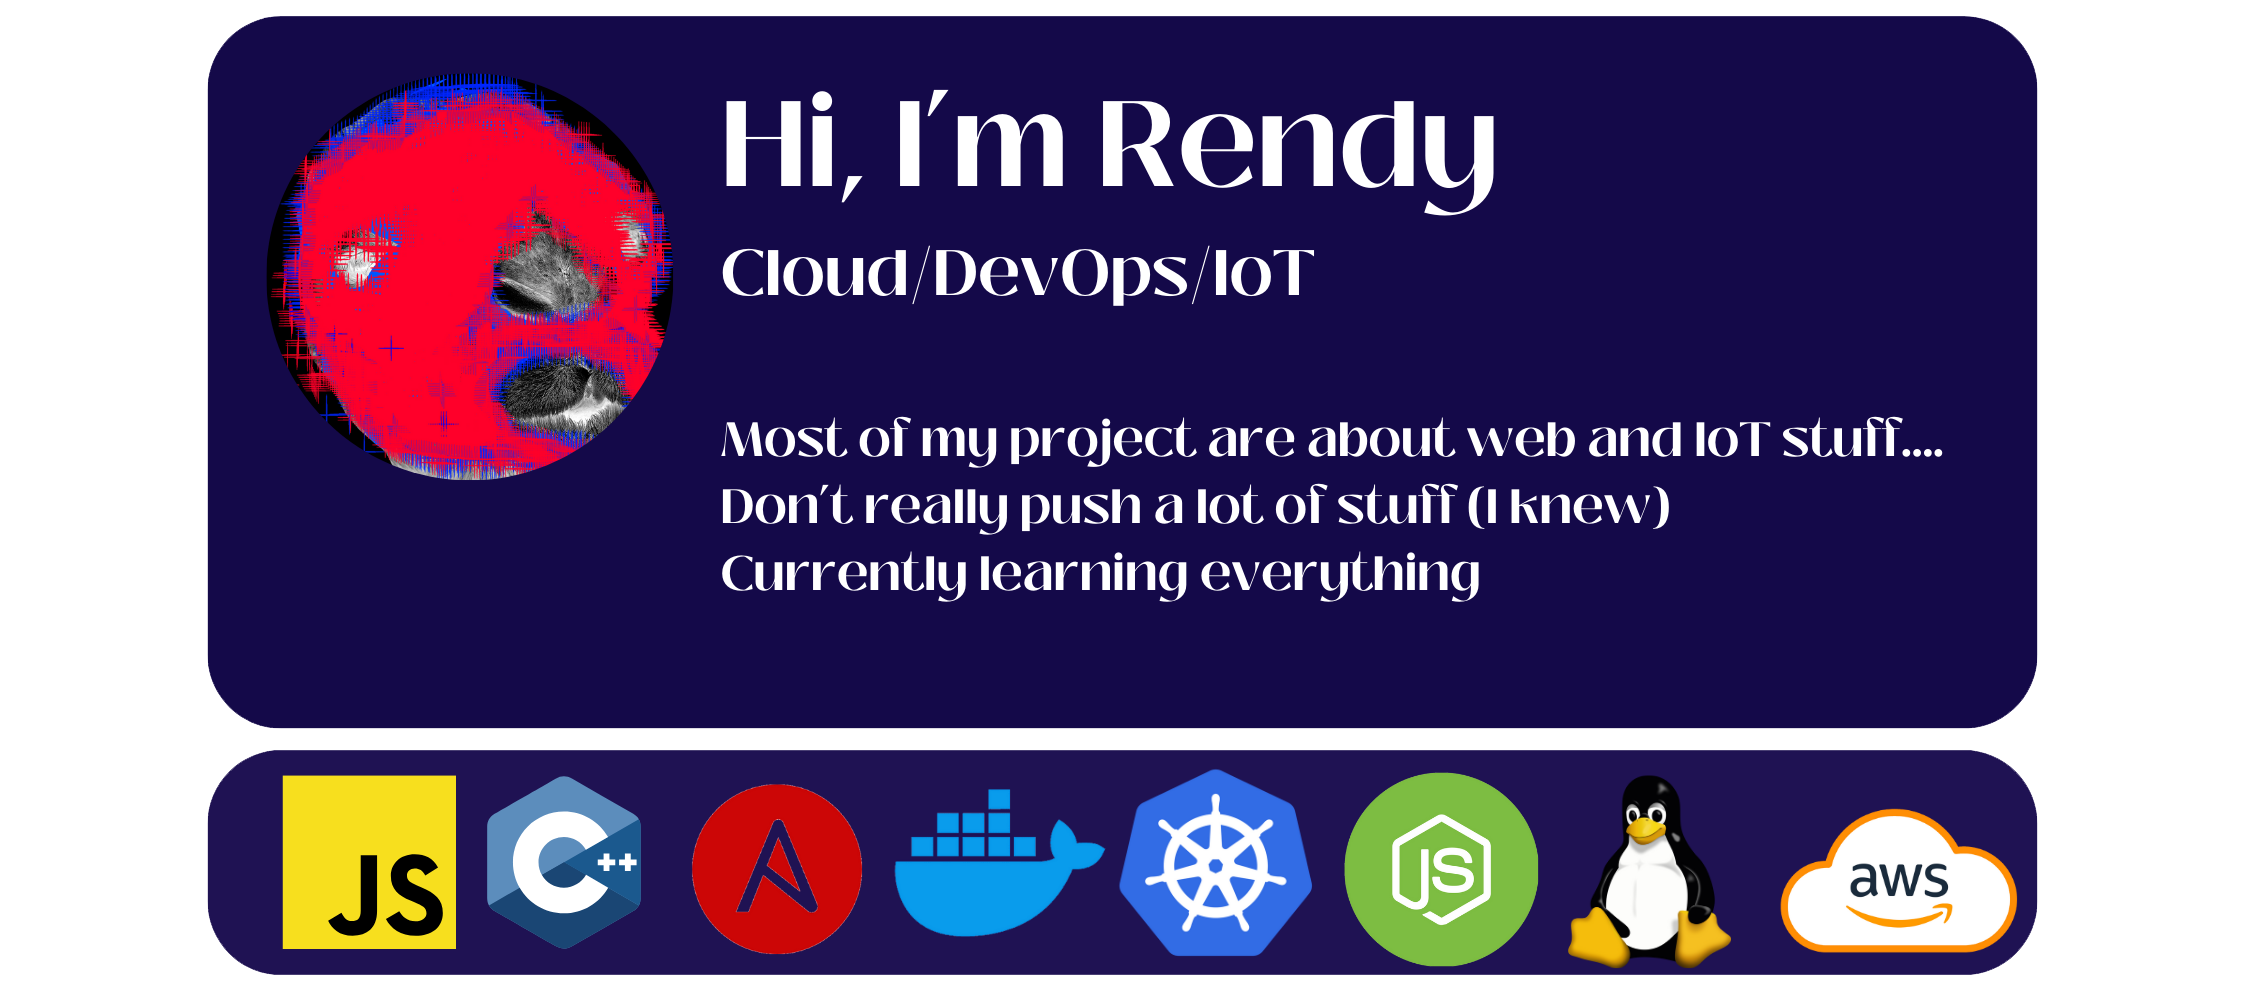 Hi, I'm Rendy
Cloud/DevOps/IoT
Most of my project are about web and IoT stuff....
Don't really push a lot of stuff (I knew)
Currently learning everything
JS
C++
A
JS
aws